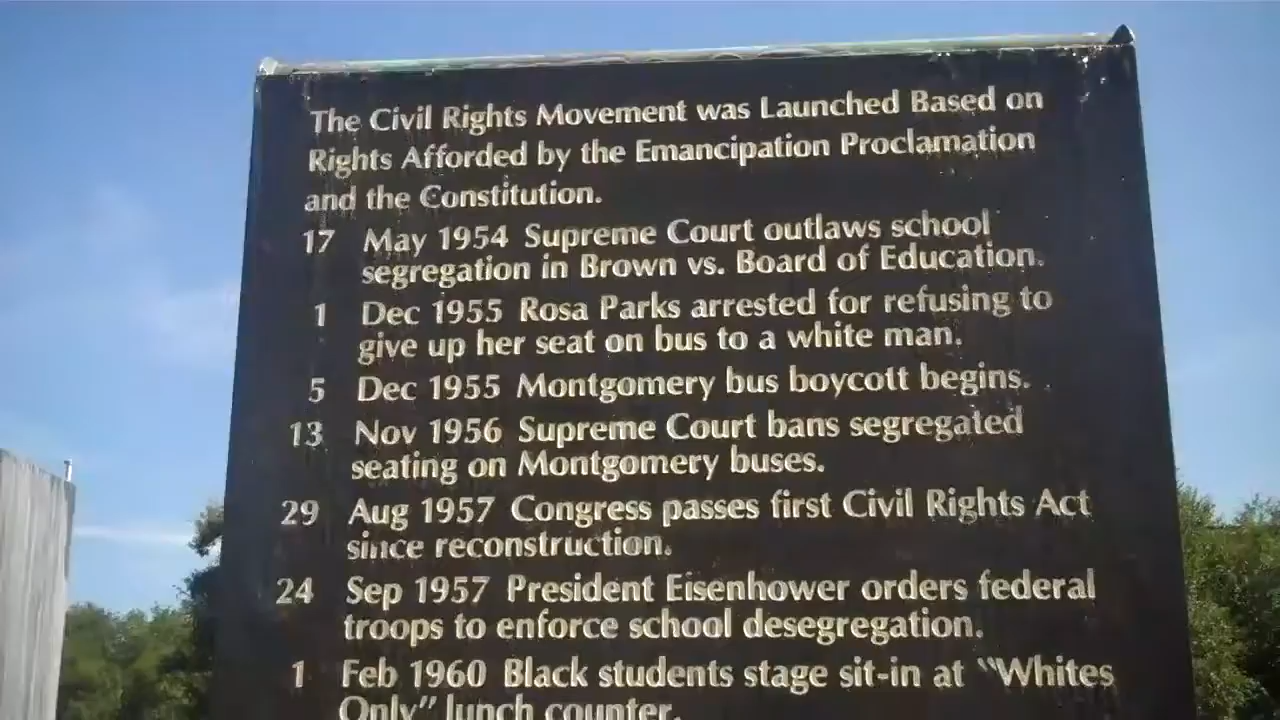 The Civil Rights Movement was Launched Based on
Rights Afforded by the Emancipation Proclamation
and the Constitution.
17 May 1954 Supreme Court outlaws school
segregation in Brown vs. Board of Education.
1 Dec 1955 Rosa Parks arrested for refusing to
give up her seat on bus to a white man.
5 Dec 1955 Montgomery bus boycott begins.
13 Nov 1956 Supreme Court bans segregated
seating on Montgomery buses.
29 Aug 1957 Congress passes first Civil Rights Act
since reconstruction.
24 Sep 1957 President Eisenhower orders federal
troops to enforce school desegregation.
1 Feb 1960 Black students stage sit-in at "Whites
Only" lunch counter.